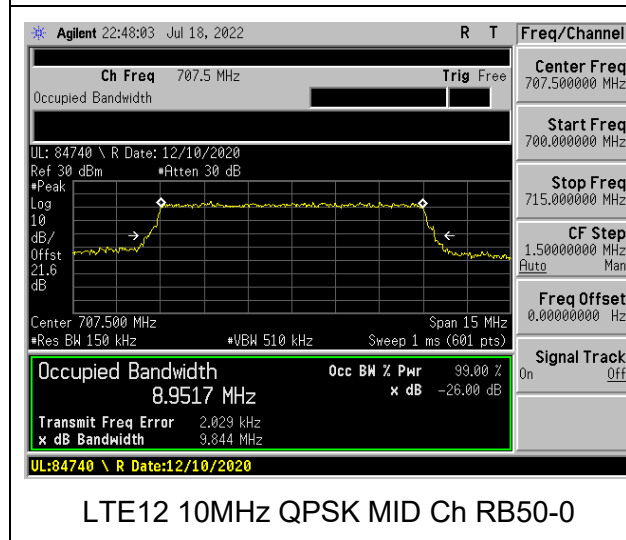 Agilent 22:48:03 Jul 18, 2022 R T
Freq/Channel
Ch Freq 707.5 MHz Trig Free
Occupied Bandwidth
Center Freq
707.500000 MHz
Start Freq
700.000000 MHz
UL: 84740 \ R Date: 12/10/2020
Ref 30 dBm #Atten 30 dB
#Peak
Log
10
dB/
Offst
21.6
dB
Stop Freq
715.000000 MHz
CF Step
1.50000000 MHz
Auto Man
Freq Offset
0.00000000 Hz
Center 707.500 MHz Span 15 MHz
#Res BW 150 kHz #VBW 510 kHz Sweep 1 ms (601 pts)
Signal Track
On Off
Occupied Bandwidth Occ BW % Pwr 99.00 %
8.9517 MHz x dB -26.00 dB
Transmit Freq Error 2.029 kHz
x dB Bandwidth 9.844 MHz
UL:84740 \ R Date:12/10/2020
LTE12 10MHz QPSK MID Ch RB50-0